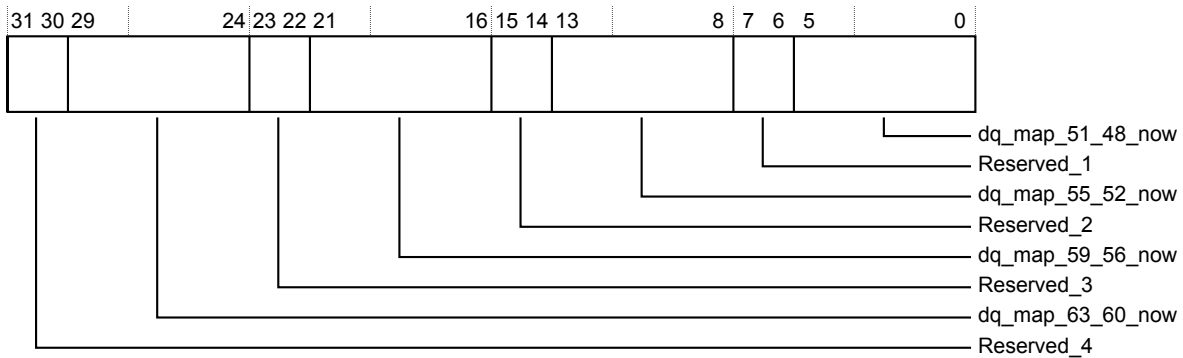 31 30 29 24 23 22 21 16 15 14 13 8 7 6 5 0
dq_map_51_48_now
Reserved_1
dq_map_55_52_now
Reserved_2
dq_map_59_56_now
Reserved_3
dq_map_63_60_now
Reserved_4